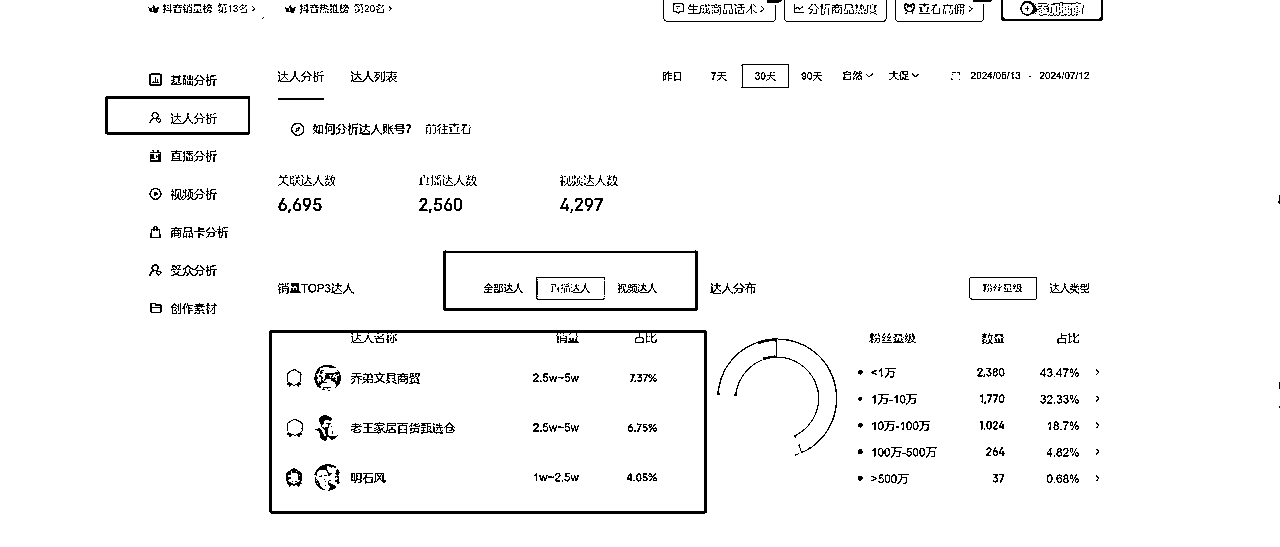 抖音销量榜 第13名 > 抖音热推榜 第20名 >
生成商品话术 > 分析商品热度 查看高佣 >
基础分析
达人分析
直播分析
视频分析
商品卡分析
受众分析
创作素材
达人分析 达人列表
昨日 7天 30天 90天 自然 大促 2024/06/13 - 2024/07/12
如何分析达人账号? 前往查看
关联达人数 直播达人数 视频达人数
6,695 2,560 4,297
销量TOP3达人 全部达人 直播达人 视频达人
达人名称 销量 占比
乔弟文具商贸 2.5w~5w 7.37%
老王家居百货甄选仓 2.5w~5w 6.75%
明石风 1w~2.5w 4.05%
达人分布 粉丝量级 达人类型
粉丝量级 数量 占比
<1万 2,380 43.47% >
1万-10万 1,770 32.33% >
10万-100万 1,024 18.7% >
100万-500万 264 4.82% >
>500万 37 0.68% >